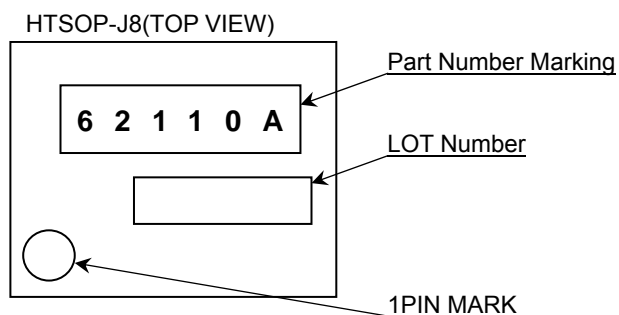 HTSOP-J8(TOP VIEW)
Part Number Marking
6 2 1 1 0 A
LOT Number
1PIN MARK